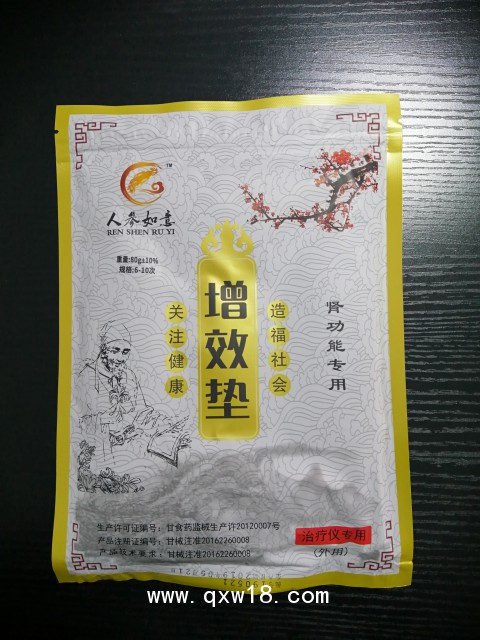 人参如意
TM
REN SHEN RU YI
重量:80g±10%
规格:6-10次
增效垫
关注健康
造福社会
肾功能专用
生产许可证编号：甘食药监械生产许20120007号
产品注册证编号：甘械注准20162260008
产品技术要求：甘械注准20162260008
治疗仪专用
(外用)
www.qxw18.com